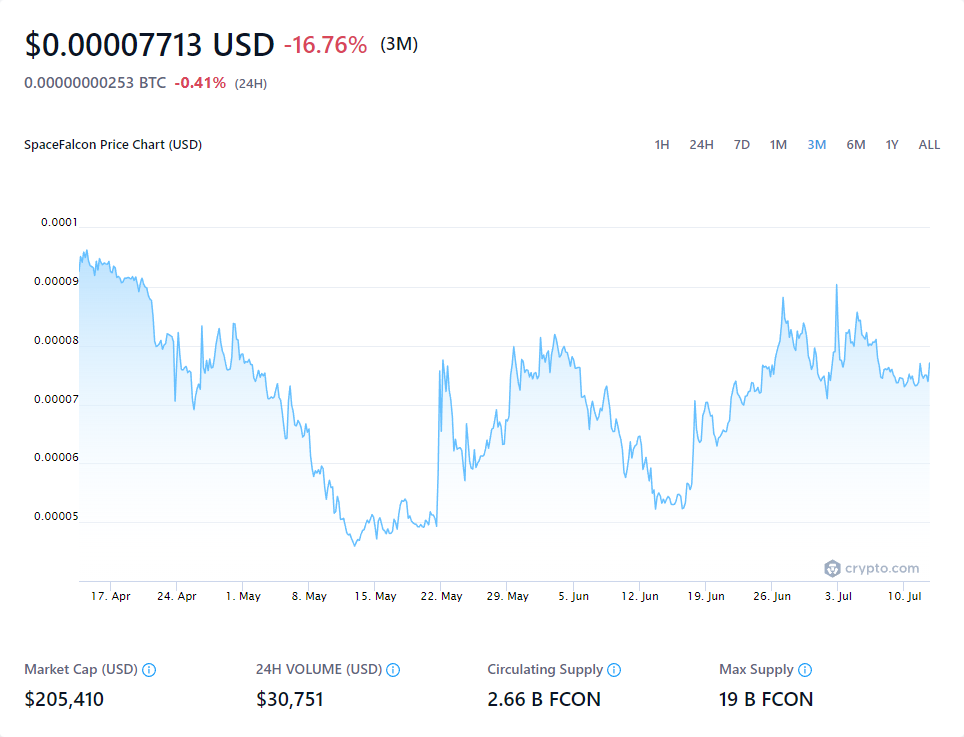 $0.00007713 USD -16.76% (3M)
0.00000000253 BTC -0.41% (24H)
SpaceFalcon Price Chart (USD)
1H 24H 7D 1M 3M 6M 1Y ALL
0.0001
0.00009
0.00008
0.00007
0.00006
0.00005
crypto.com
17. Apr 24. Apr 1. May 8. May 15. May 22. May 29. May 5. Jun 12. Jun 19. Jun 26. Jun 3. Jul 10. Jul
Market Cap (USD) 24H VOLUME (USD) Circulating Supply Max Supply
$205,410 $30,751 2.66 B FCON 19 B FCON